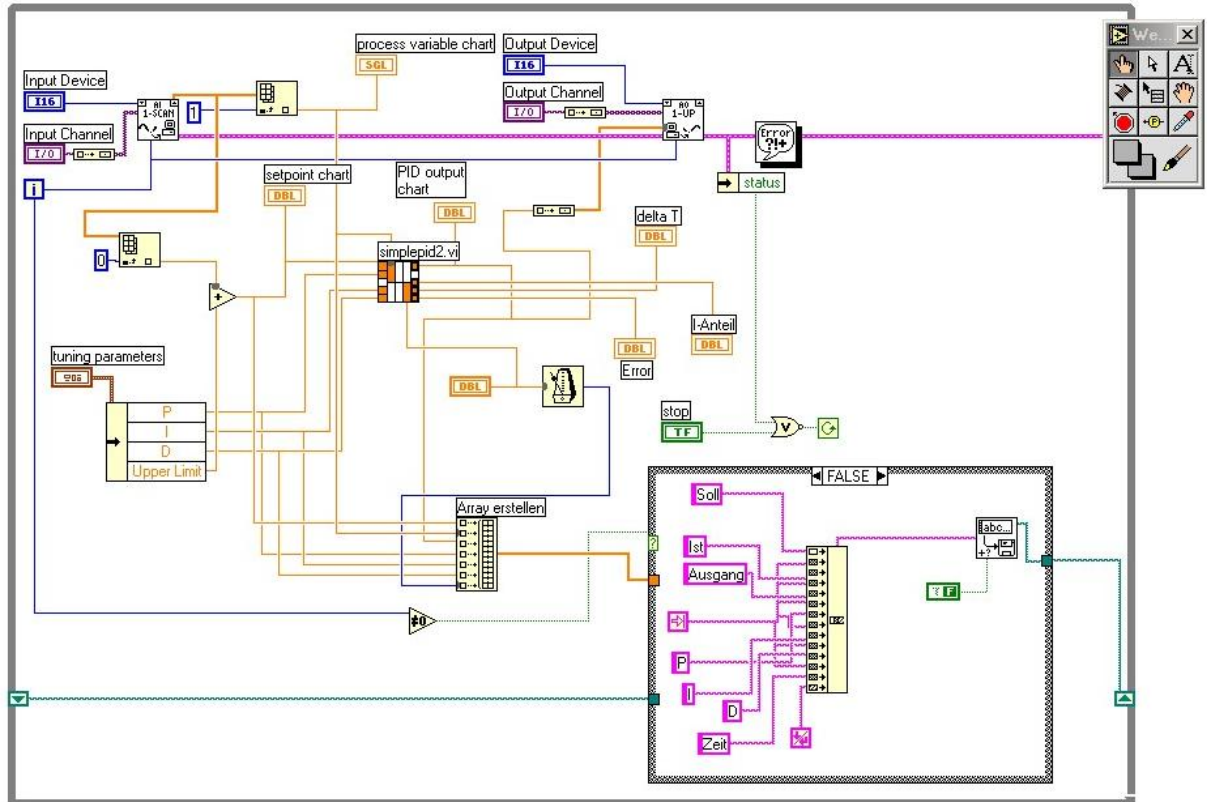 We...
process variable chart
Output Device
SGL
I16
Input Device
I16
AI
1-SCAN
1
Output Channel
I/O
AO
1-UP
Input Channel
I/O
Error
?!+
status
i
setpoint chart
DBL
PID output
chart
DBL
delta T
DBL
simplepid2.vi
0
+
I-Anteil
DBL
DBL
Error
tuning parameters
DBL
P
I
D
Upper Limit
stop
TF
V
FALSE
Soll
Array erstellen
abc...
+?
?
Ist
Ausgang
F
≠0
P
I
D
Zeit